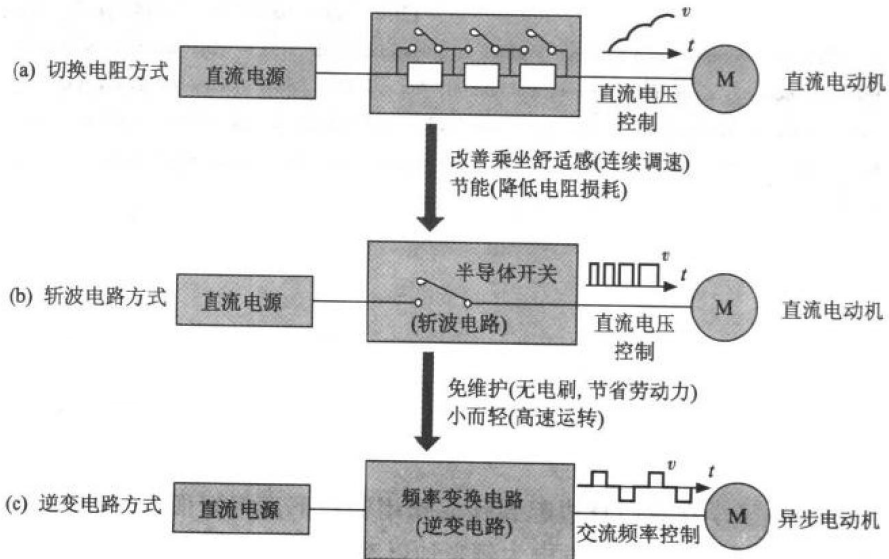 (a) 切换电阻方式
直流电源
v
t
M
直流电动机
直流电压
控制
改善乘坐舒适感(连续调速)
节能(降低电阻损耗)
(b) 斩波电路方式
直流电源
半导体开关
(斩波电路)
v
t
M
直流电动机
直流电压
控制
免维护(无电刷, 节省劳动力)
小而轻(高速运转)
(c) 逆变电路方式
直流电源
频率变换电路
(逆变电路)
v
t
M
异步电动机
交流频率控制